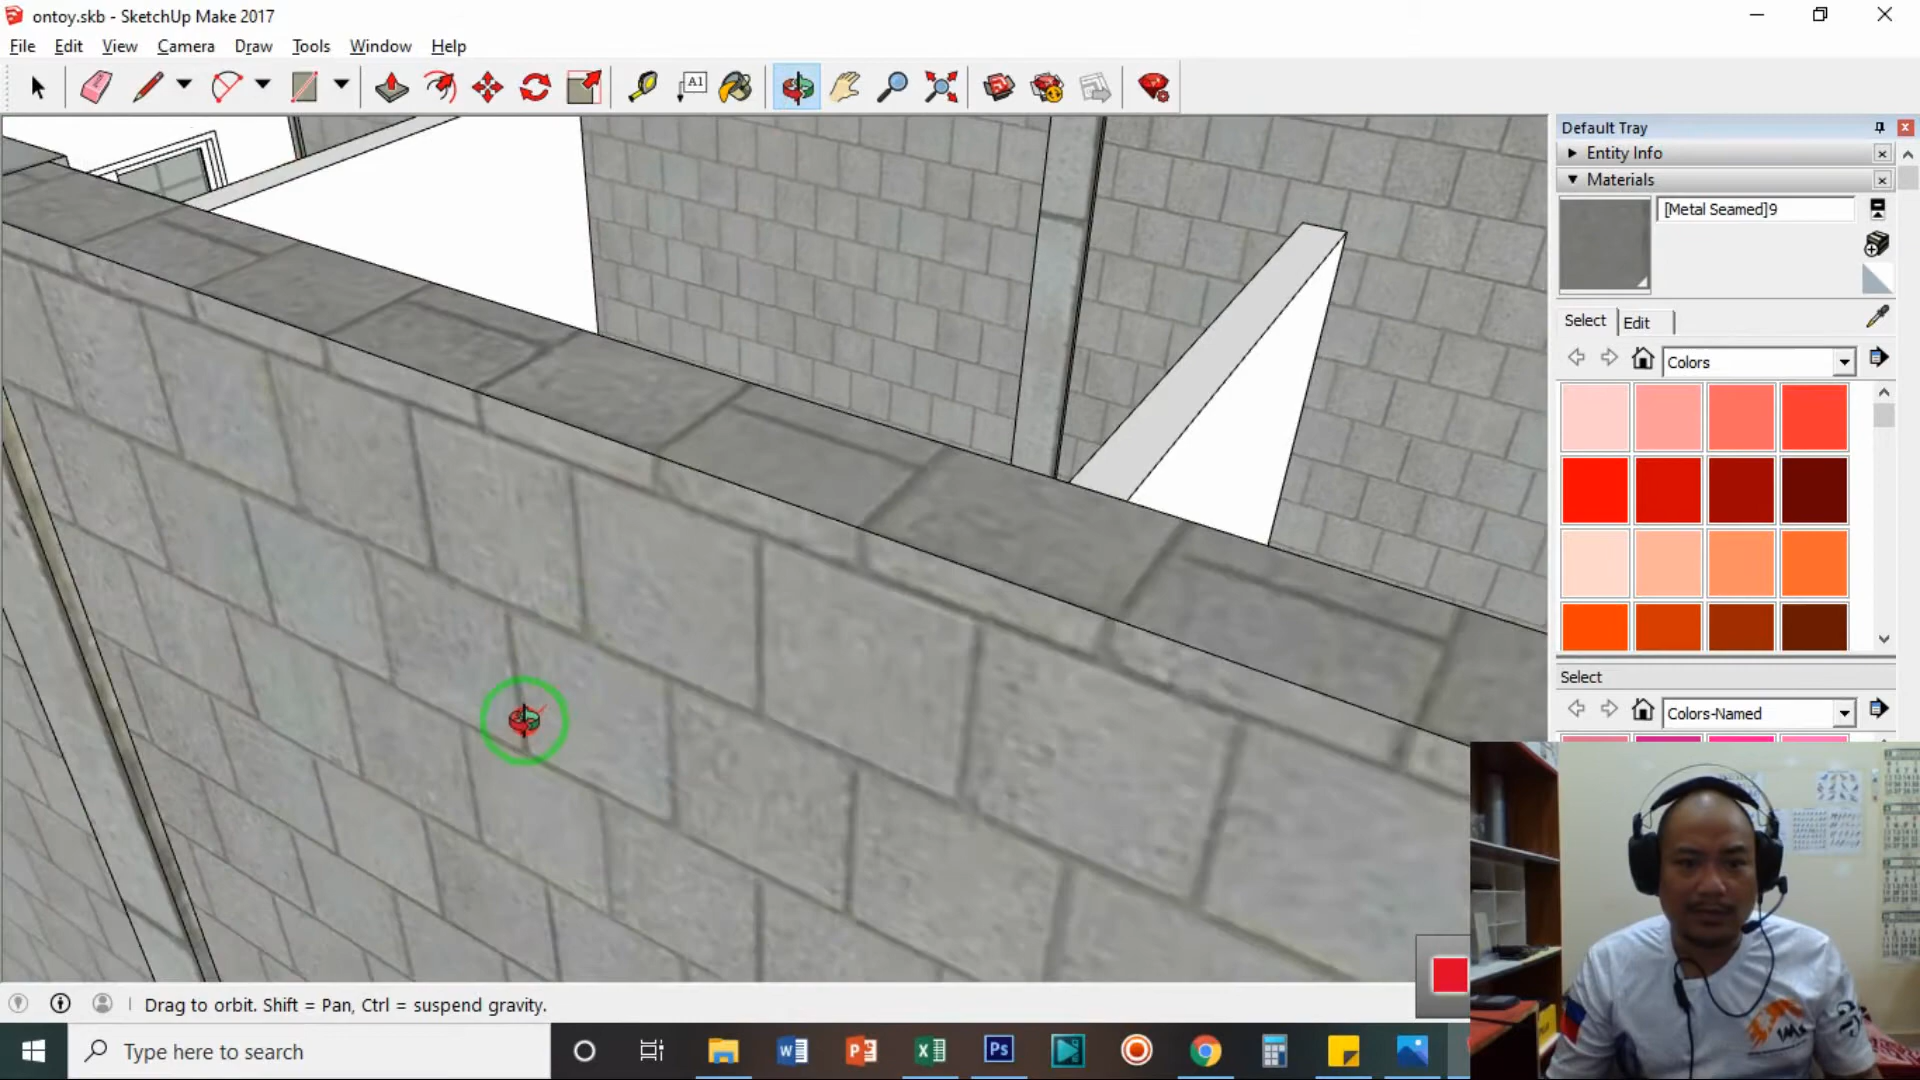 ontoy.skb - SketchUp Make 2017
File Edit View Camera Draw Tools Window Help
A1
Default Tray
Entity Info
Materials
[Metal Seamed]9
Select Edit
Colors
Select
Colors-Named
Drag to orbit. Shift = Pan, Ctrl = suspend gravity.
Type here to search
Ps